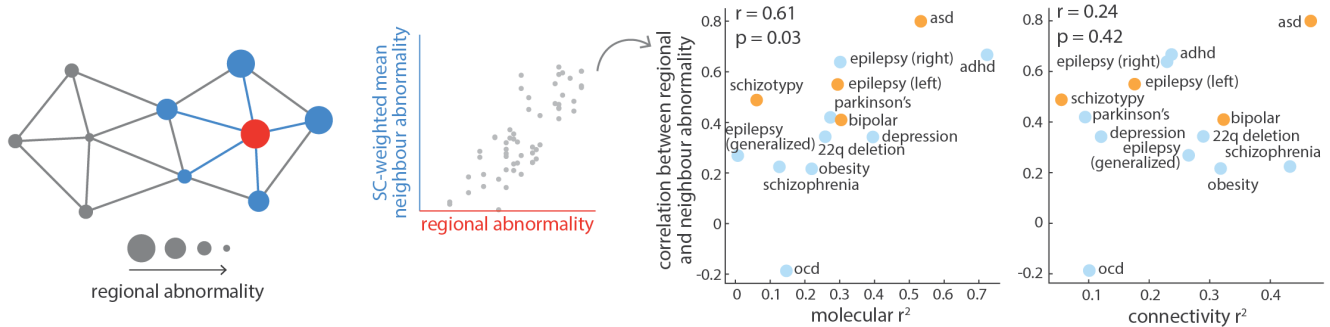 regional abnormality
SC-weighted mean
neighbour abnormality
regional abnormality
correlation between regional
and neighbour abnormality
0.8
0.6
0.4
0.2
0
-0.2
r = 0.61
p = 0.03
asd
epilepsy (right)
adhd
epilepsy (left)
schizotypy
parkinson's
bipolar
epilepsy
(generalized)
depression
22q deletion
obesity
schizophrenia
ocd
0 0.1 0.2 0.3 0.4 0.5 0.6 0.7
molecular r²
0.8
0.6
0.4
0.2
0
-0.2
r = 0.24
p = 0.42
asd
adhd
epilepsy (right)
epilepsy (left)
schizotypy
parkinson's
bipolar
depression
22q deletion
epilepsy
(generalized)
schizophrenia
obesity
ocd
0.1 0.2 0.3 0.4
connectivity r²